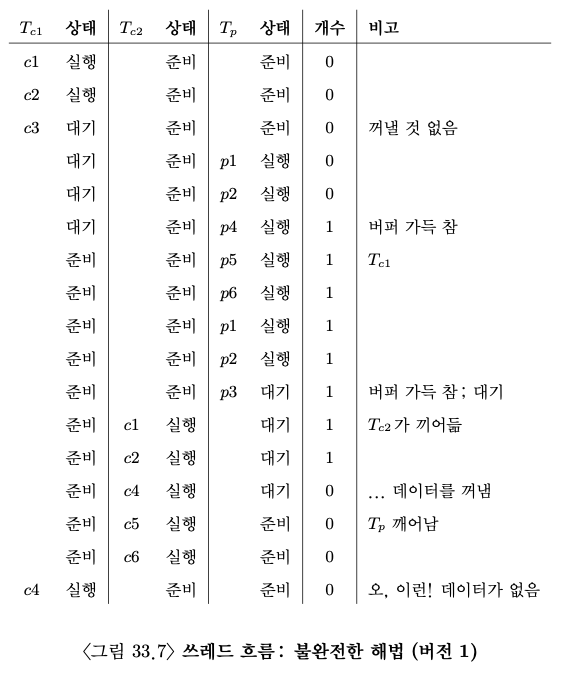 T_c1 상태 T_c2 상태 T_p 상태 개수 비고
c1 실행 준비 준비 0
c2 실행 준비 준비 0
c3 대기 준비 준비 0 꺼낼 것 없음
대기 준비 p1 실행 0
대기 준비 p2 실행 0
대기 준비 p4 실행 1 버퍼 가득 참
준비 준비 p5 실행 1 T_c1
준비 준비 p6 실행 1
준비 준비 p1 실행 1
준비 준비 p2 실행 1
준비 준비 p3 대기 1 버퍼 가득 참; 대기
준비 c1 실행 대기 1 T_c2가 끼어듦
준비 c2 실행 대기 1
준비 c4 실행 대기 0 ... 데이터를 꺼냄
준비 c5 실행 준비 0 T_p 깨어남
준비 c6 실행 준비 0
c4 실행 준비 준비 0 오, 이런! 데이터가 없음
〈그림 33.7〉 쓰레드 흐름: 불완전한 해법 (버전 1)